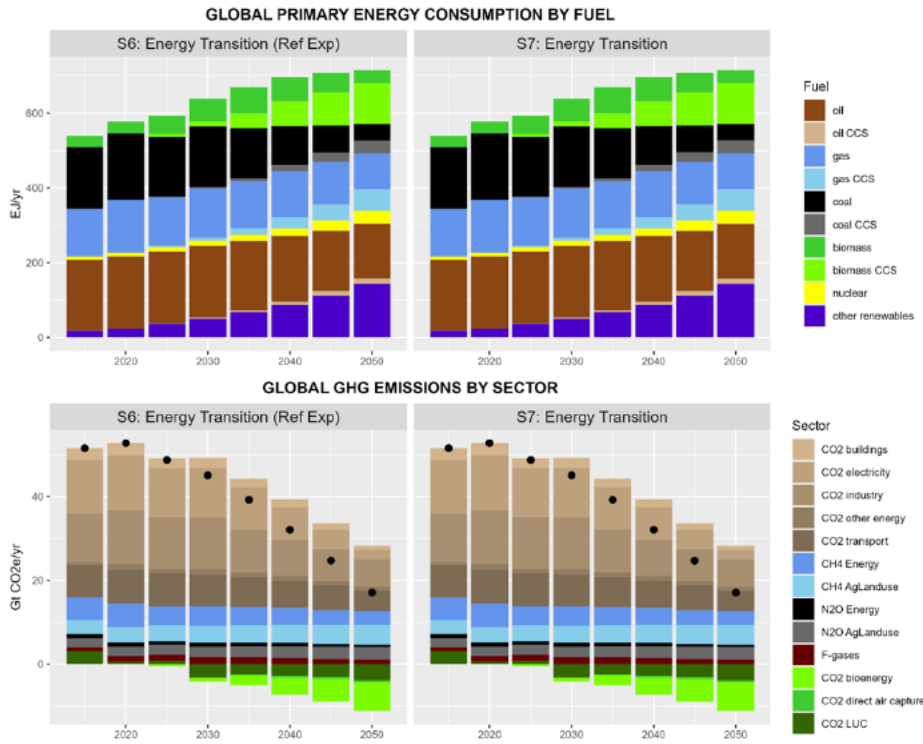 GLOBAL PRIMARY ENERGY CONSUMPTION BY FUEL
S6: Energy Transition (Ref Exp)
S7: Energy Transition
600
400
200
0
EJ/yr
2020
2030
2040
2050
2020
2030
2040
2050
Fuel
oil
oil CCS
gas
gas CCS
coal
coal CCS
biomass
biomass CCS
nuclear
other renewables
GLOBAL GHG EMISSIONS BY SECTOR
S6: Energy Transition (Ref Exp)
S7: Energy Transition
40
20
0
Gt CO2e/yr
2020
2030
2040
2050
2020
2030
2040
2050
Sector
CO2 buildings
CO2 electricity
CO2 industry
CO2 other energy
CO2 transport
CH4 Energy
CH4 AgLanduse
N2O Energy
N2O AgLanduse
F-gases
CO2 bioenergy
CO2 direct air capture
CO2 LUC